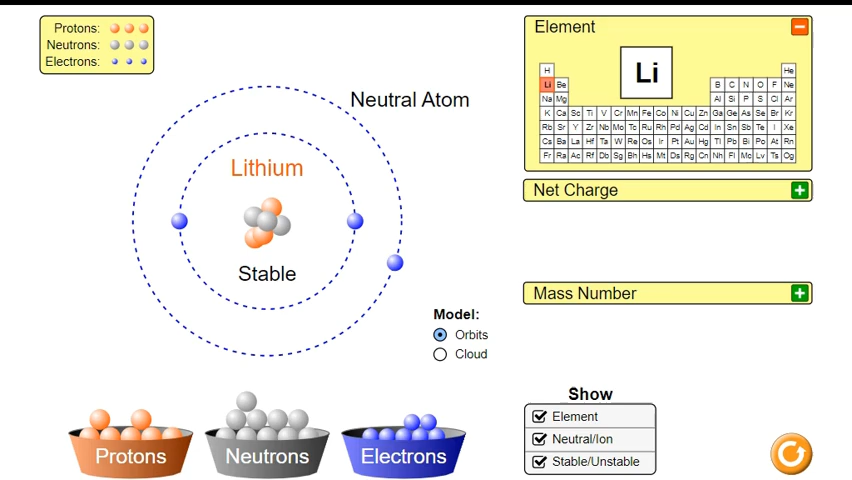 Protons:
Neutrons:
Electrons:
Neutral Atom
Lithium
Stable
Model:
Orbits
Cloud
Protons
Neutrons
Electrons
Element
Li
H He
Li Be B C N O F Ne
Na Mg Al Si P S Cl Ar
K Ca Sc Ti V Cr Mn Fe Co Ni Cu Zn Ga Ge As Se Br Kr
Rb Sr Y Zr Nb Mo Tc Ru Rh Pd Ag Cd In Sn Sb Te I Xe
Cs Ba La Hf Ta W Re Os Ir Pt Au Hg Tl Pb Bi Po At Rn
Fr Ra Ac Rf Db Sg Bh Hs Mt Ds Rg Cn Nh Fl Mc Lv Ts Og
Net Charge
Mass Number
Show
Element
Neutral/Ion
Stable/Unstable